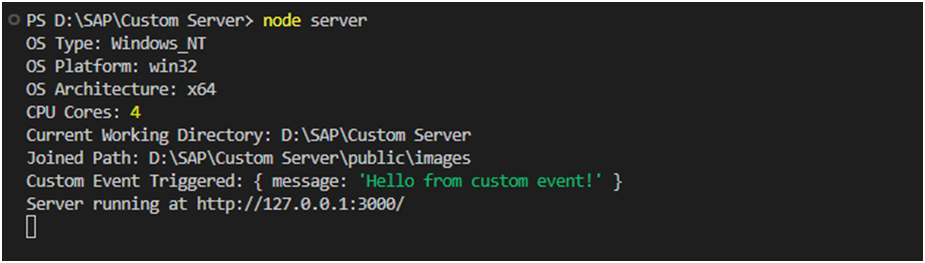 PS D:\SAP\Custom Server> node server
OS Type: Windows_NT
OS Platform: win32
OS Architecture: x64
CPU Cores: 4
Current Working Directory: D:\SAP\Custom Server
Joined Path: D:\SAP\Custom Server\public\images
Custom Event Triggered: { message: 'Hello from custom event!' }
Server running at http://127.0.0.1:3000/